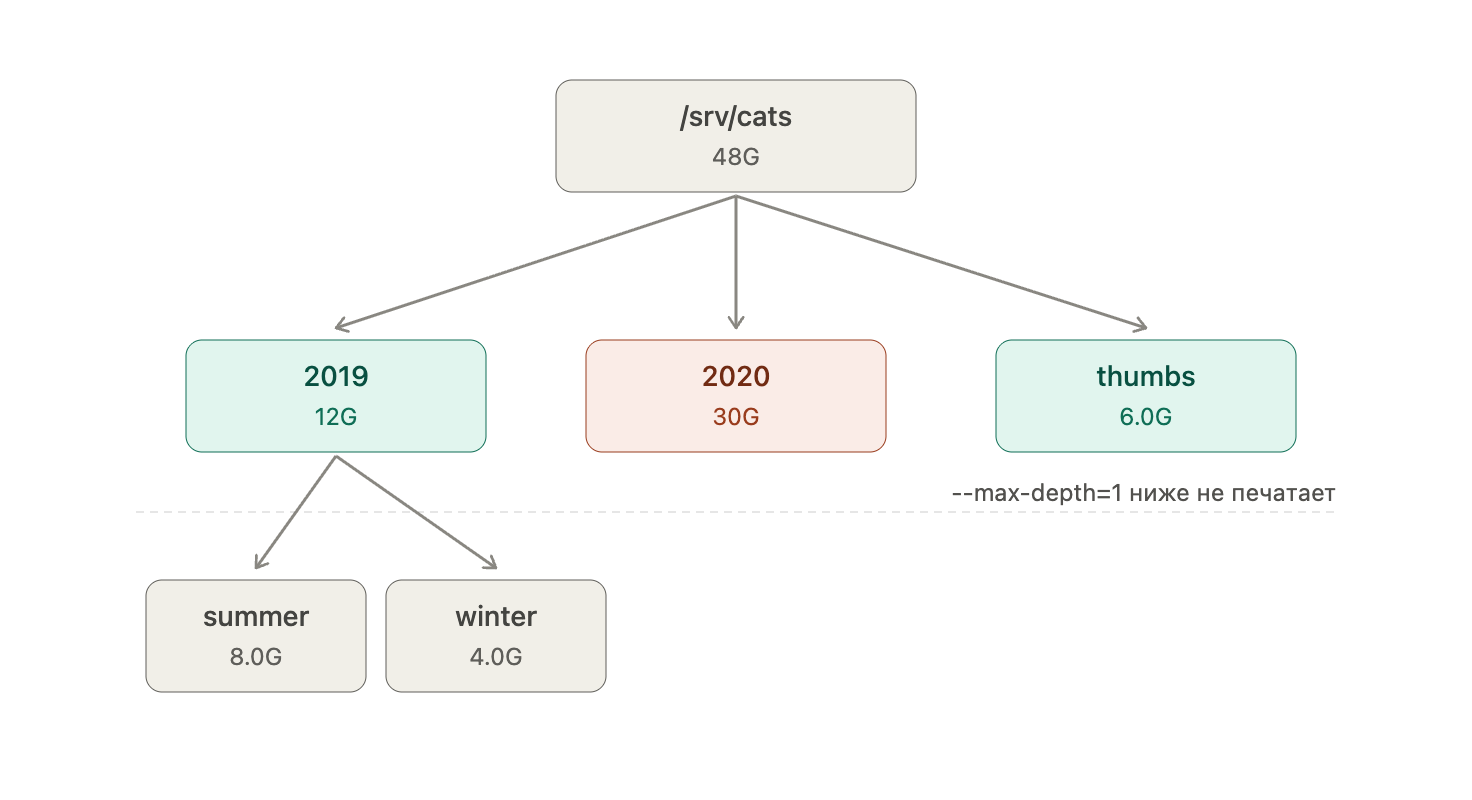 /srv/cats
48G
2019
12G
2020
30G
thumbs
6.0G
--max-depth=1 ниже не печатает
summer
8.0G
winter
4.0G